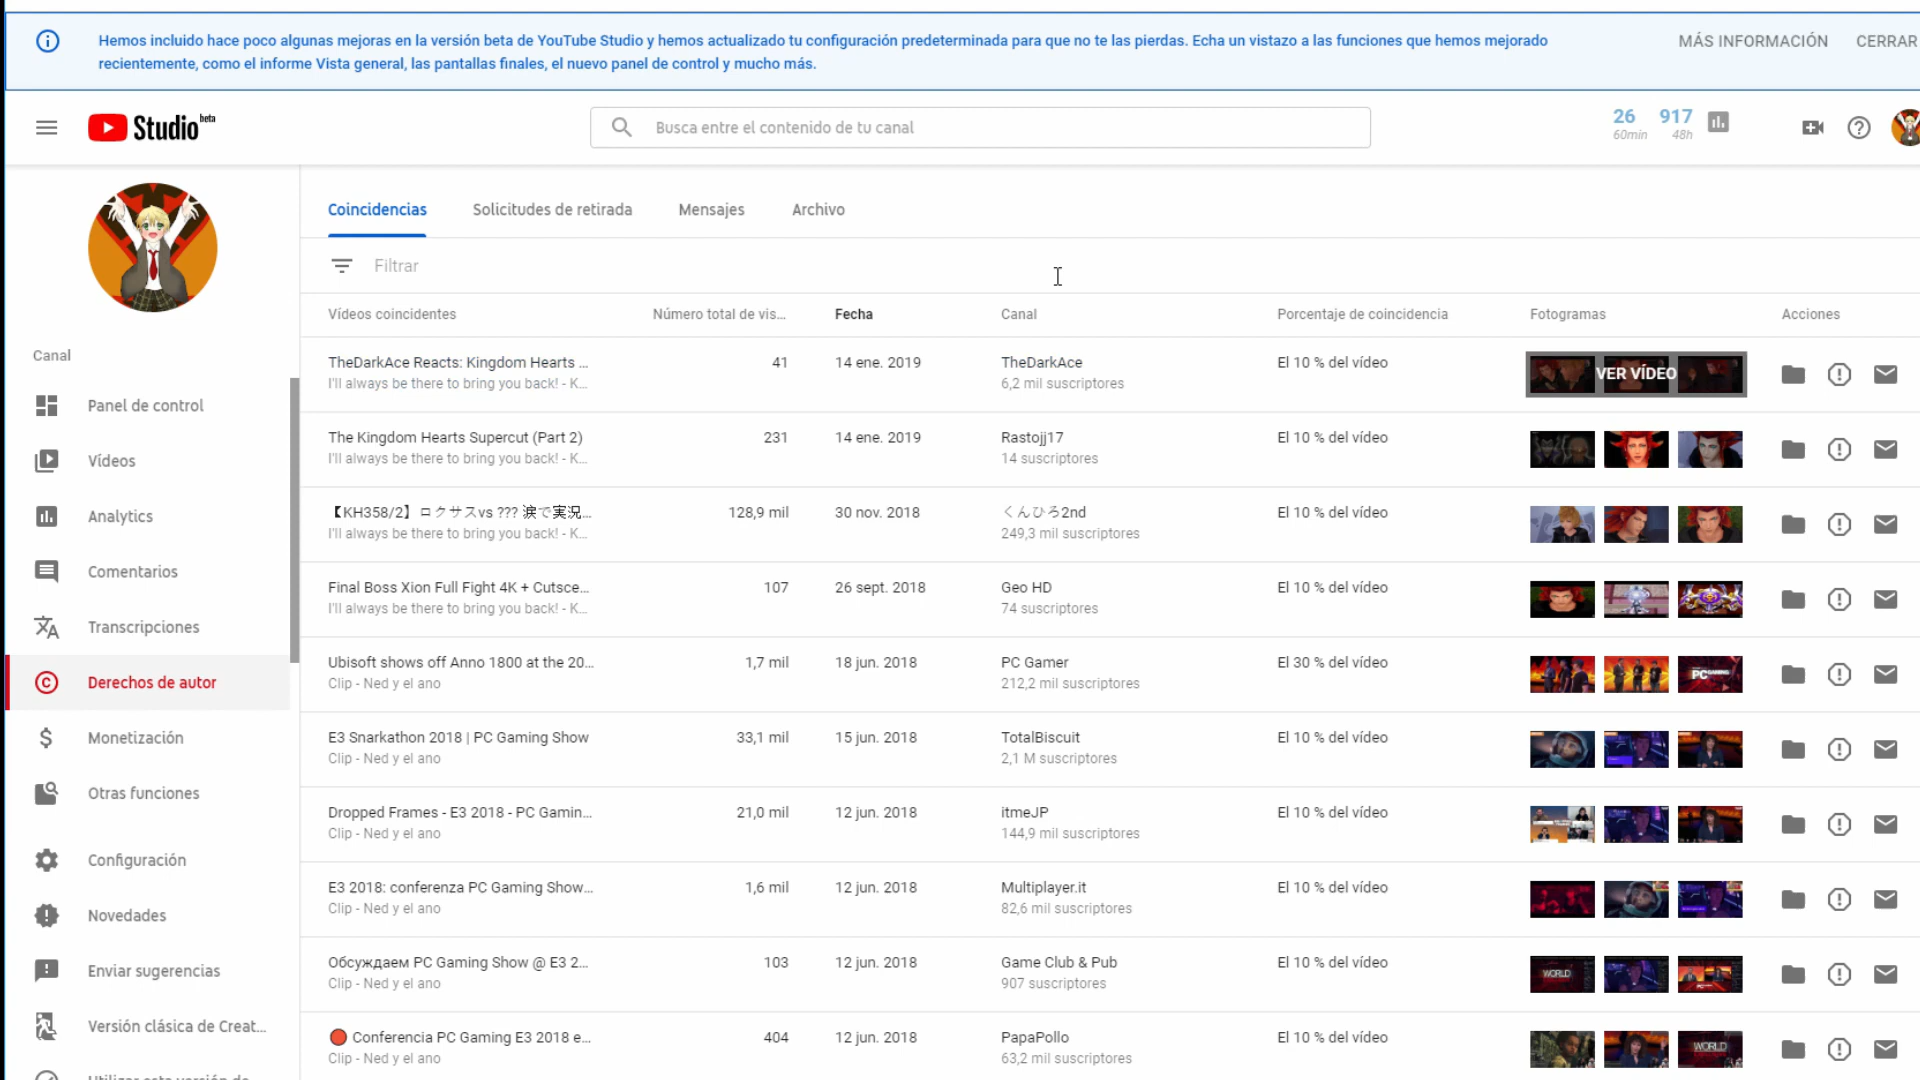 Hemos incluido hace poco algunas mejoras en la versión beta de YouTube Studio y hemos actualizado tu configuración predeterminada para que no te las pierdas. Echa un vistazo a las funciones que hemos mejorado
recientemente, como el informe Vista general, las pantallas finales, el nuevo panel de control y mucho más.
MÁS INFORMACIÓN
CERRAR
Studio beta
Busca entre el contenido de tu canal
26 917
60min 48h
Coincidencias Solicitudes de retirada Mensajes Archivo
Filtrar
Vídeos coincidentes Número total de vis... Fecha Canal Porcentaje de coincidencia Fotogramas Acciones
TheDarkAce Reacts: Kingdom Hearts ... 41 14 ene. 2019 TheDarkAce El 10 % del vídeo VER VÍDEO
I'll always be there to bring you back! - K... 6,2 mil suscriptores
The Kingdom Hearts Supercut (Part 2) 231 14 ene. 2019 Rastojj17 El 10 % del vídeo
I'll always be there to bring you back! - K... 14 suscriptores
【KH358/2】ロクサスvs ??? 涙で実況... 128,9 mil 30 nov. 2018 くんひろ2nd El 10 % del vídeo
I'll always be there to bring you back! - K... 249,3 mil suscriptores
Final Boss Xion Full Fight 4K + Cutsce... 107 26 sept. 2018 Geo HD El 10 % del vídeo
I'll always be there to bring you back! - K... 74 suscriptores
Ubisoft shows off Anno 1800 at the 20... 1,7 mil 18 jun. 2018 PC Gamer El 30 % del vídeo
Clip - Ned y el ano 212,2 mil suscriptores
E3 Snarkathon 2018 | PC Gaming Show 33,1 mil 15 jun. 2018 TotalBiscuit El 10 % del vídeo
Clip - Ned y el ano 2,1 M suscriptores
Dropped Frames - E3 2018 - PC Gamin... 21,0 mil 12 jun. 2018 itmeJP El 10 % del vídeo
Clip - Ned y el ano 144,9 mil suscriptores
E3 2018: conferenza PC Gaming Show... 1,6 mil 12 jun. 2018 Multiplayer.it El 10 % del vídeo
Clip - Ned y el ano 82,6 mil suscriptores
Обсуждаем PC Gaming Show @ E3 2... 103 12 jun. 2018 Game Club & Pub El 10 % del vídeo
Clip - Ned y el ano 907 suscriptores
WORLD
Conferencia PC Gaming E3 2018 e... 404 12 jun. 2018 PapaPollo El 10 % del vídeo
Clip - Ned y el ano 63,2 mil suscriptores
WORLD
Canal
Panel de control
Vídeos
Analytics
Comentarios
Transcripciones
Derechos de autor
Monetización
Otras funciones
Configuración
Novedades
Enviar sugerencias
Versión clásica de Creat...